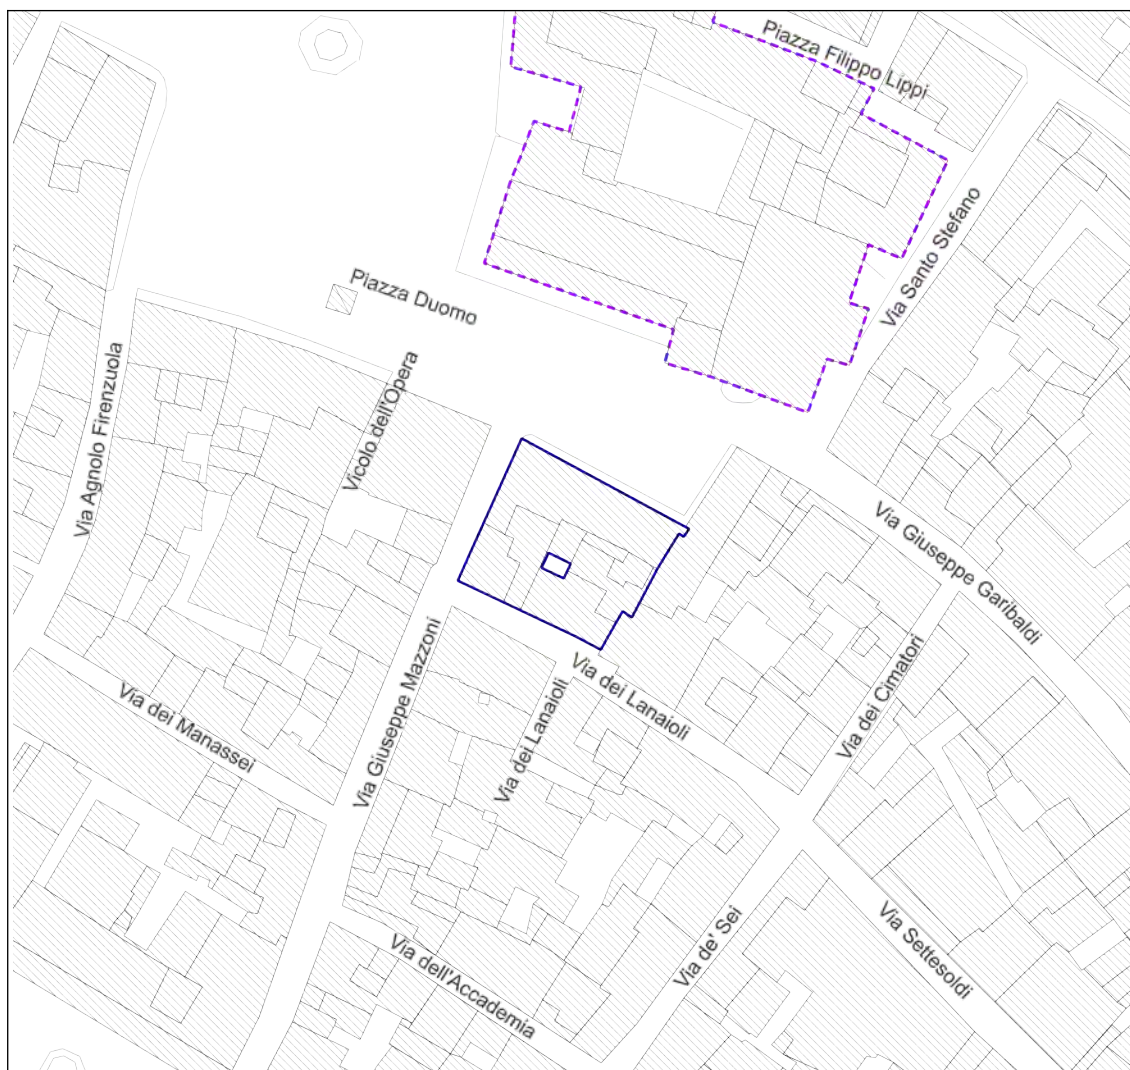 Piazza Filippo Lippi
Via Santo Stefano
Piazza Duomo
Vicolo dell'Opera
Via Agnolo Firenzuola
Via Giuseppe Garibaldi
Via Giuseppe Mazzoni
Via dei Cimatori
Via dei Lanaioli
Via dei Lanaioli
Via dei Manassei
Via de' Sei
Via Settesoldi
Via dell'Accademia